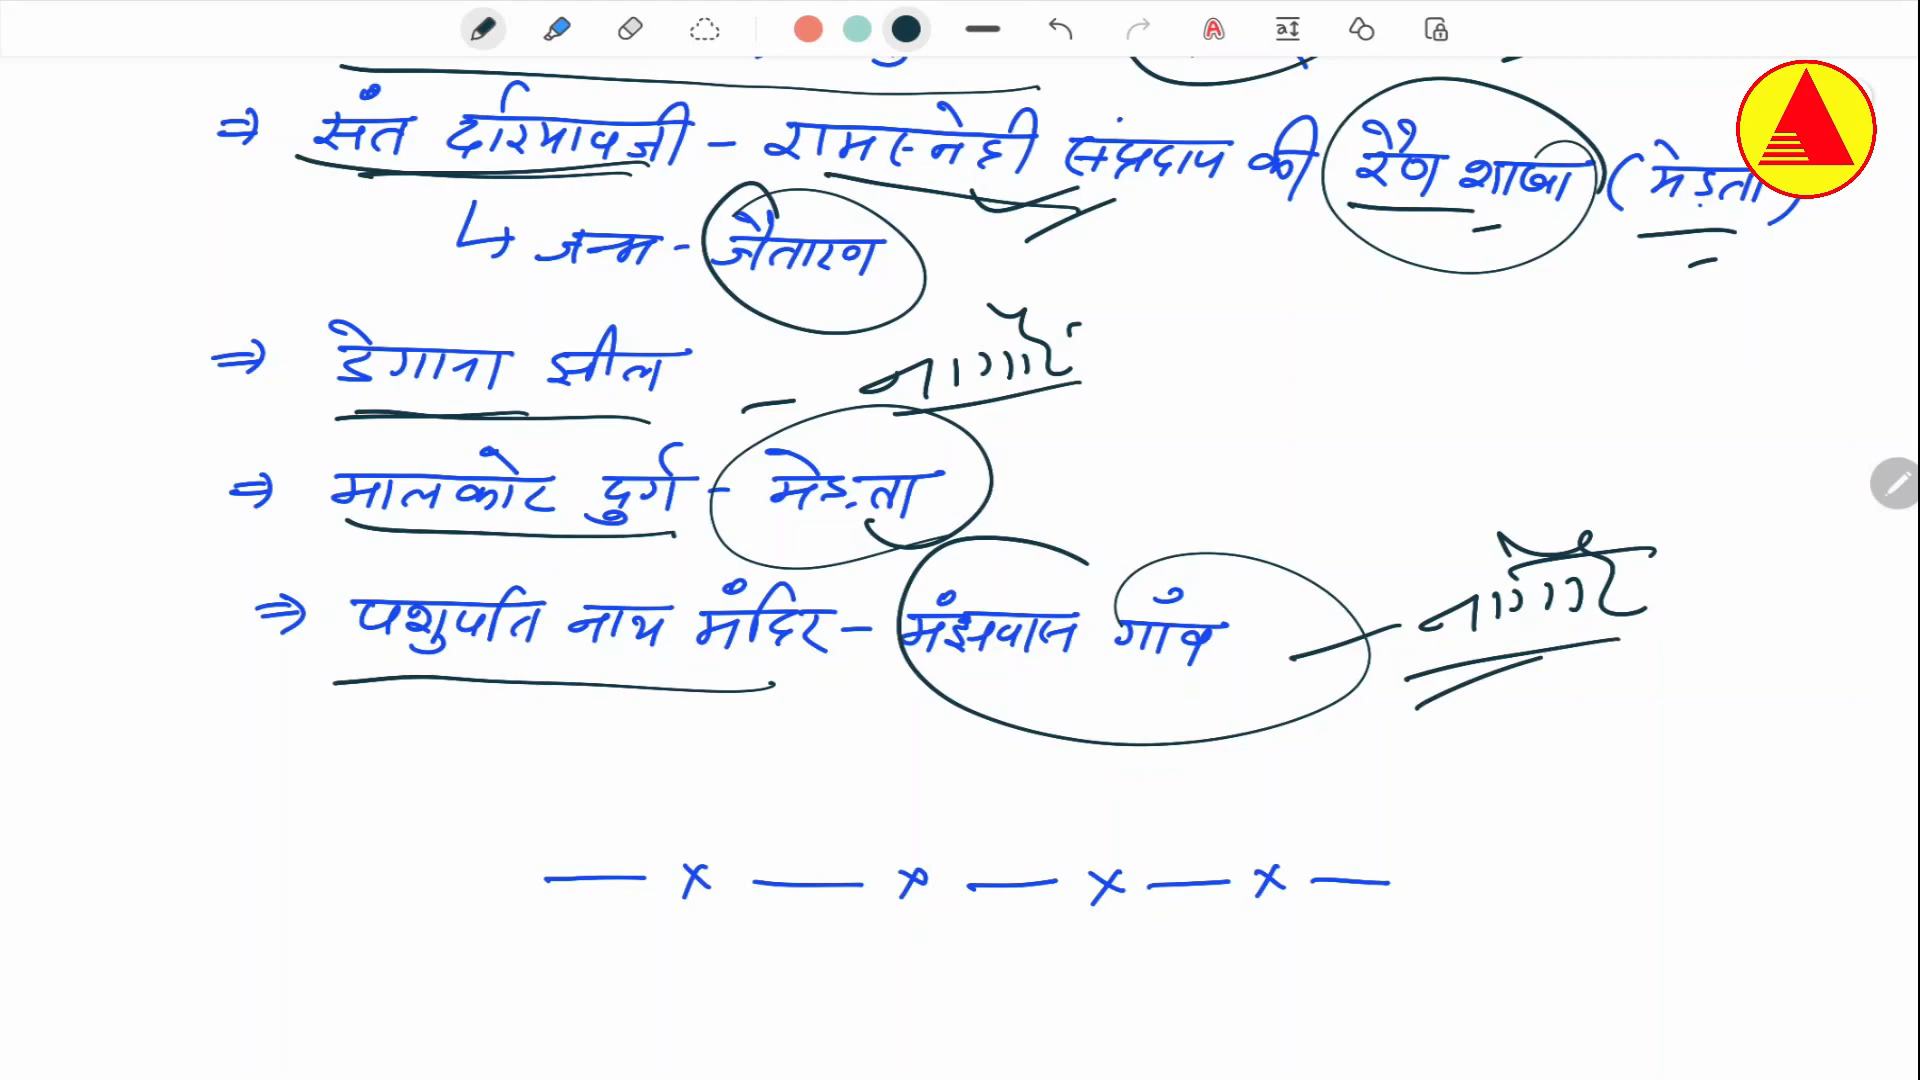 ⇒ संत दरियावजी - रामस्नेही संप्रदाय की रैण शाखा (मेड़ता)
↳ जन्म - जैतारण
⇒ डेगाना झील - नागौर
⇒ मालकोट दुर्ग - मेड़ता
⇒ पशुपति नाथ मंदिर - मंझवास गाँव - नागौर
— x — x — x — x —